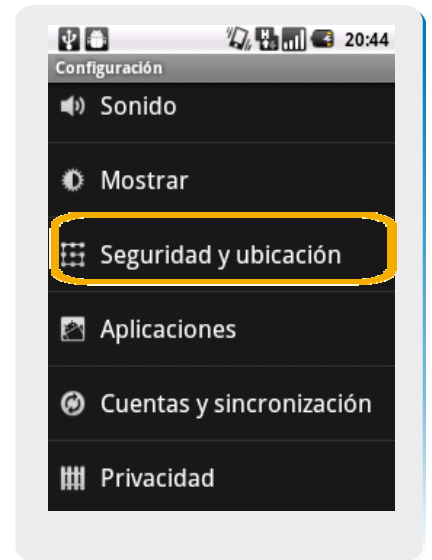 20:44
Configuración
Sonido
Mostrar
Seguridad y ubicación
Aplicaciones
Cuentas y sincronización
Privacidad